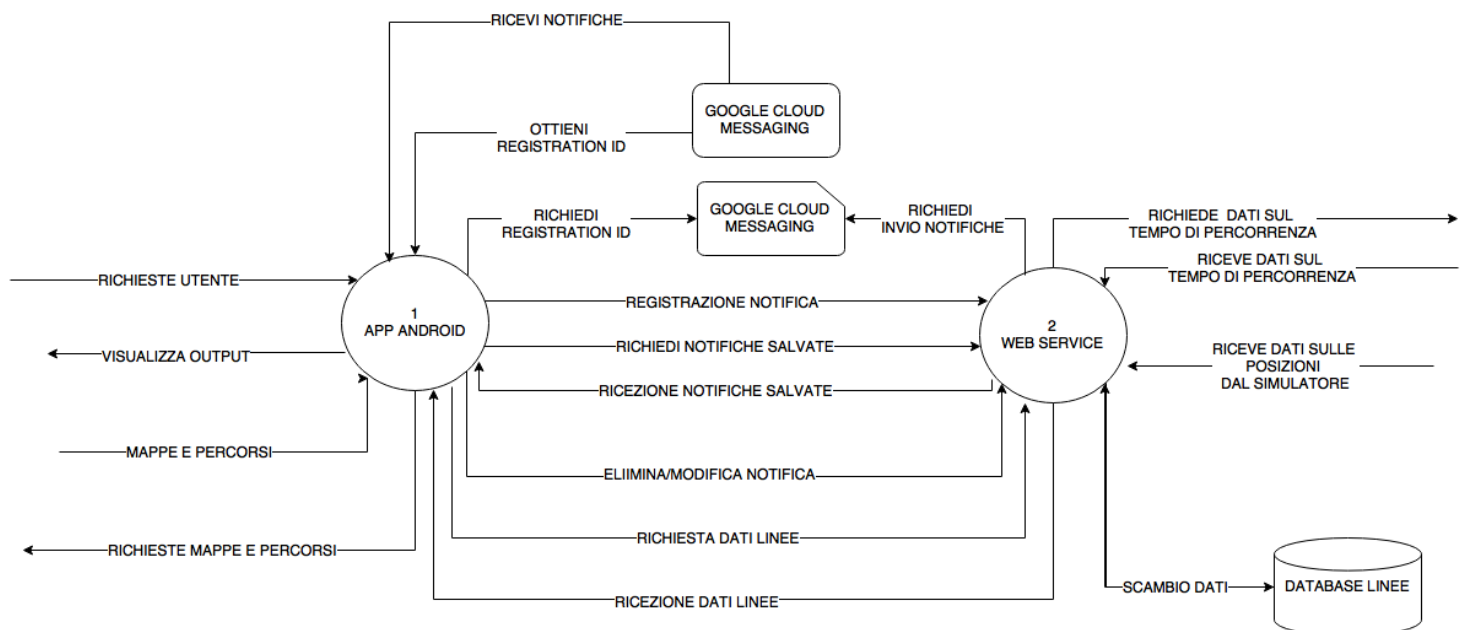 RICEVI NOTIFICHE
GOOGLE CLOUD
MESSAGING
OTTIENI
REGISTRATION ID
RICHIEDI
REGISTRATION ID
GOOGLE CLOUD
MESSAGING
RICHIEDI
INVIO NOTIFICHE
RICHIEDE DATI SUL
TEMPO DI PERCORRENZA
RICEVE DATI SUL
TEMPO DI PERCORRENZA
RICHIESTE UTENTE
1
APP ANDROID
REGISTRAZIONE NOTIFICA
2
WEB SERVICE
VISUALIZZA OUTPUT
RICHIEDI NOTIFICHE SALVATE
RICEVE DATI SULLE
POSIZIONI
DAL SIMULATORE
RICEZIONE NOTIFICHE SALVATE
MAPPE E PERCORSI
ELIIMINA/MODIFICA NOTIFICA
RICHIESTE MAPPE E PERCORSI
RICHIESTA DATI LINEE
SCAMBIO DATI
DATABASE LINEE
RICEZIONE DATI LINEE